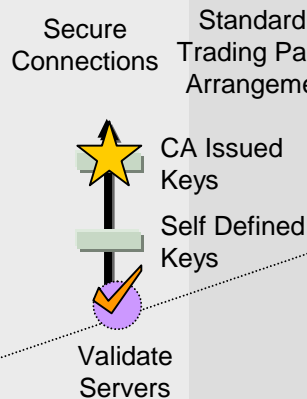 Secure
Connections
Standard
Trading Pa
Arrangeme
CA Issued
Keys
Self Defined
Keys
Validate
Servers